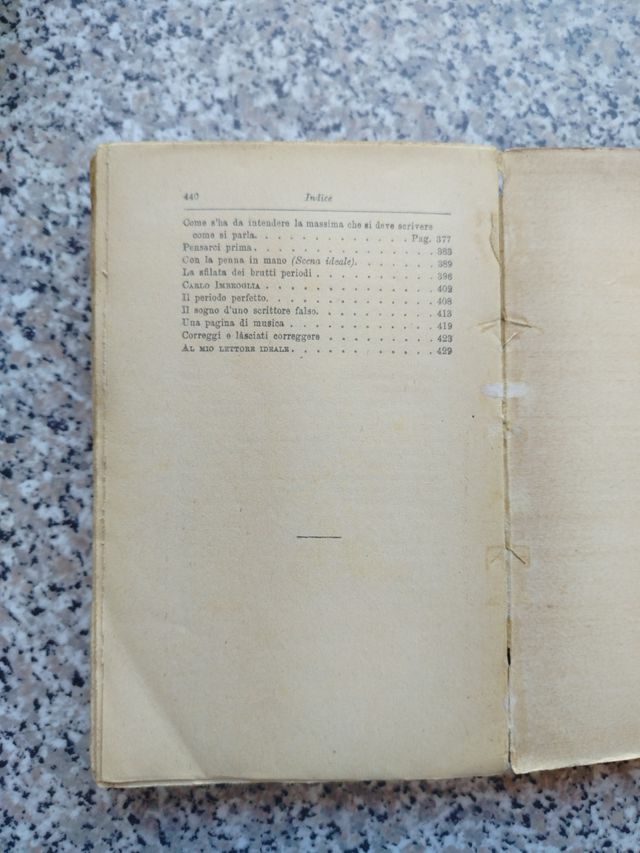 440 Indice
Come s'ha da intendere la massima che si deve scrivere
come si parla. . . . . . . . . . . . . . Pag. 377
Pensarci prima . . . . . . . . . . . . . . . . . 383
Con la penna in mano (Scena ideale). . . . . . . . 389
La sfilata dei brutti periodi . . . . . . . . . . . 396
CARLO IMBROGLIA . . . . . . . . . . . . . . . . 402
Il periodo perfetto. . . . . . . . . . . . . . . . 408
Il sogno d'uno scrittore falso. . . . . . . . . . . 413
Una pagina di musica . . . . . . . . . . . . . . 419
Correggi e làsciati correggere . . . . . . . . . . 423
AL MIO LETTORE IDEALE. . . . . . . . . . . . . 429